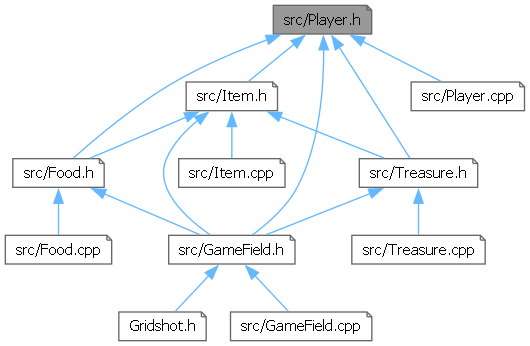 src/Player.h
src/Item.h
src/Player.cpp
src/Food.h
src/Item.cpp
src/Treasure.h
src/Food.cpp
src/GameField.h
src/Treasure.cpp
Gridshot.h
src/GameField.cpp